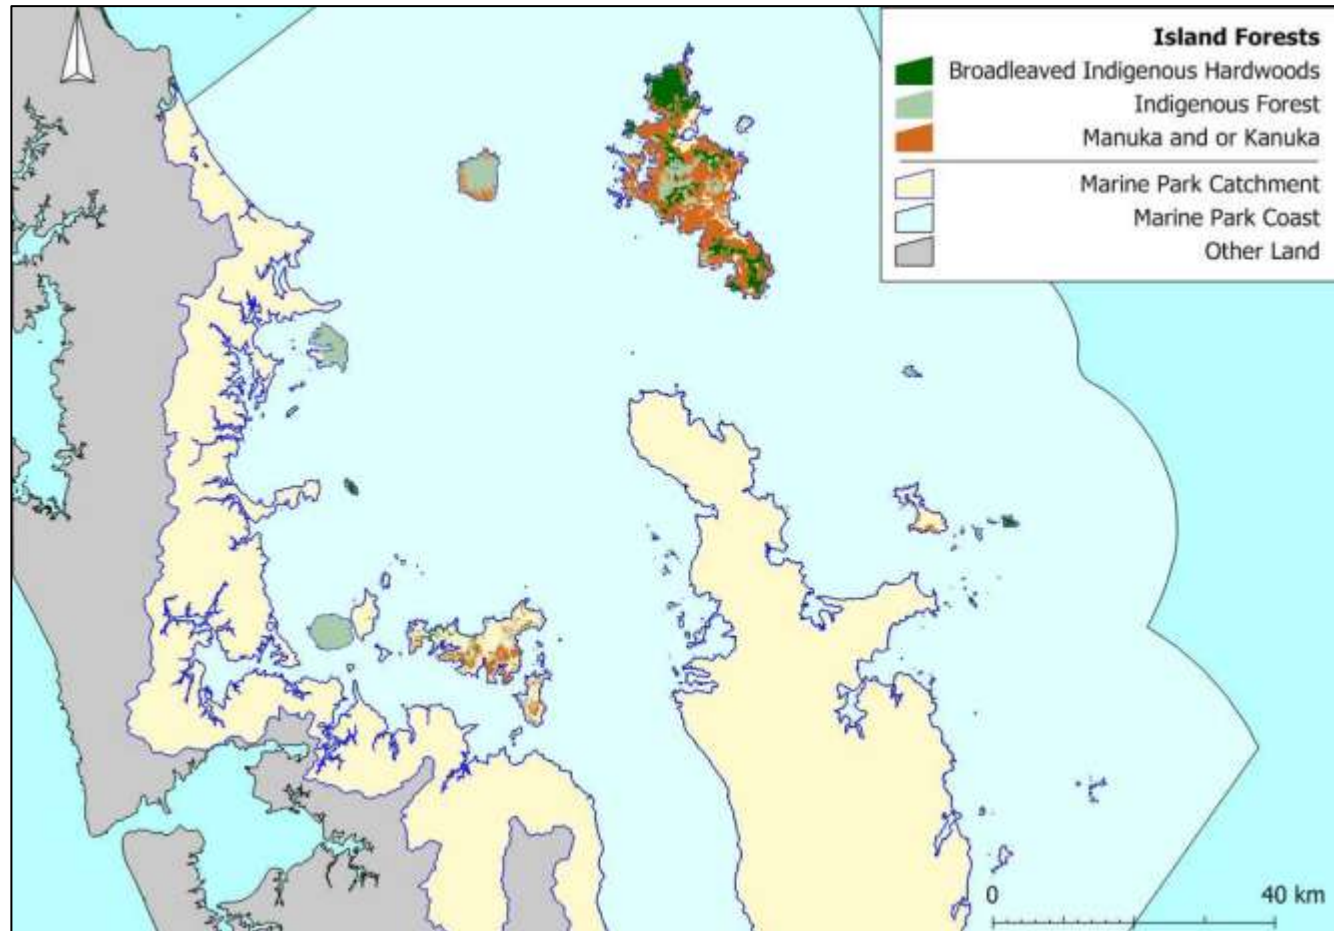 Island Forests
Broadleaved Indigenous Hardwoods
Indigenous Forest
Manuka and or Kanuka
Marine Park Catchment
Marine Park Coast
Other Land
0 40 km